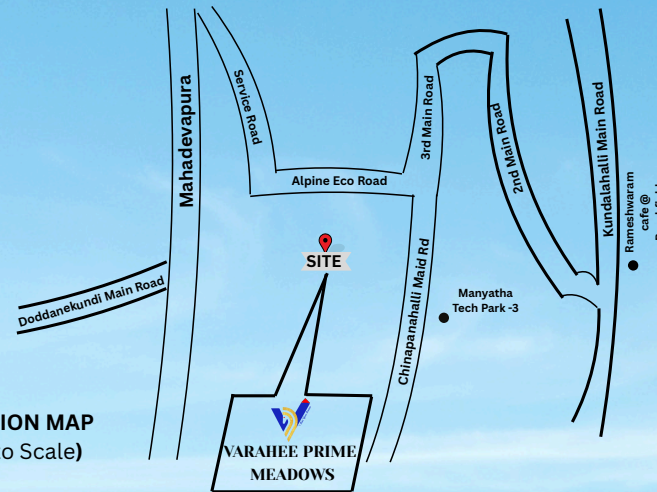 Mahadevapura
Service Road
Alpine Eco Road
3rd Main Road
2nd Main Road
Kundalahalli Main Road
Rameshwaram
cafe @
SITE
Doddanekundi Main Road
Chinapanahalli Maid Rd
Manyatha
Tech Park -3
ION MAP
to Scale)
VARAHEE PRIME
MEADOWS